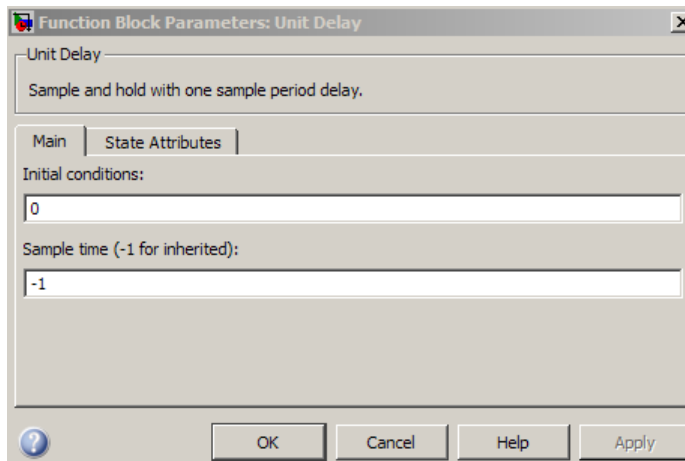 Function Block Parameters: Unit Delay
Unit Delay
Sample and hold with one sample period delay.
Main
State Attributes
Initial conditions:
0
Sample time (-1 for inherited):
-1
OK
Cancel
Help
Apply